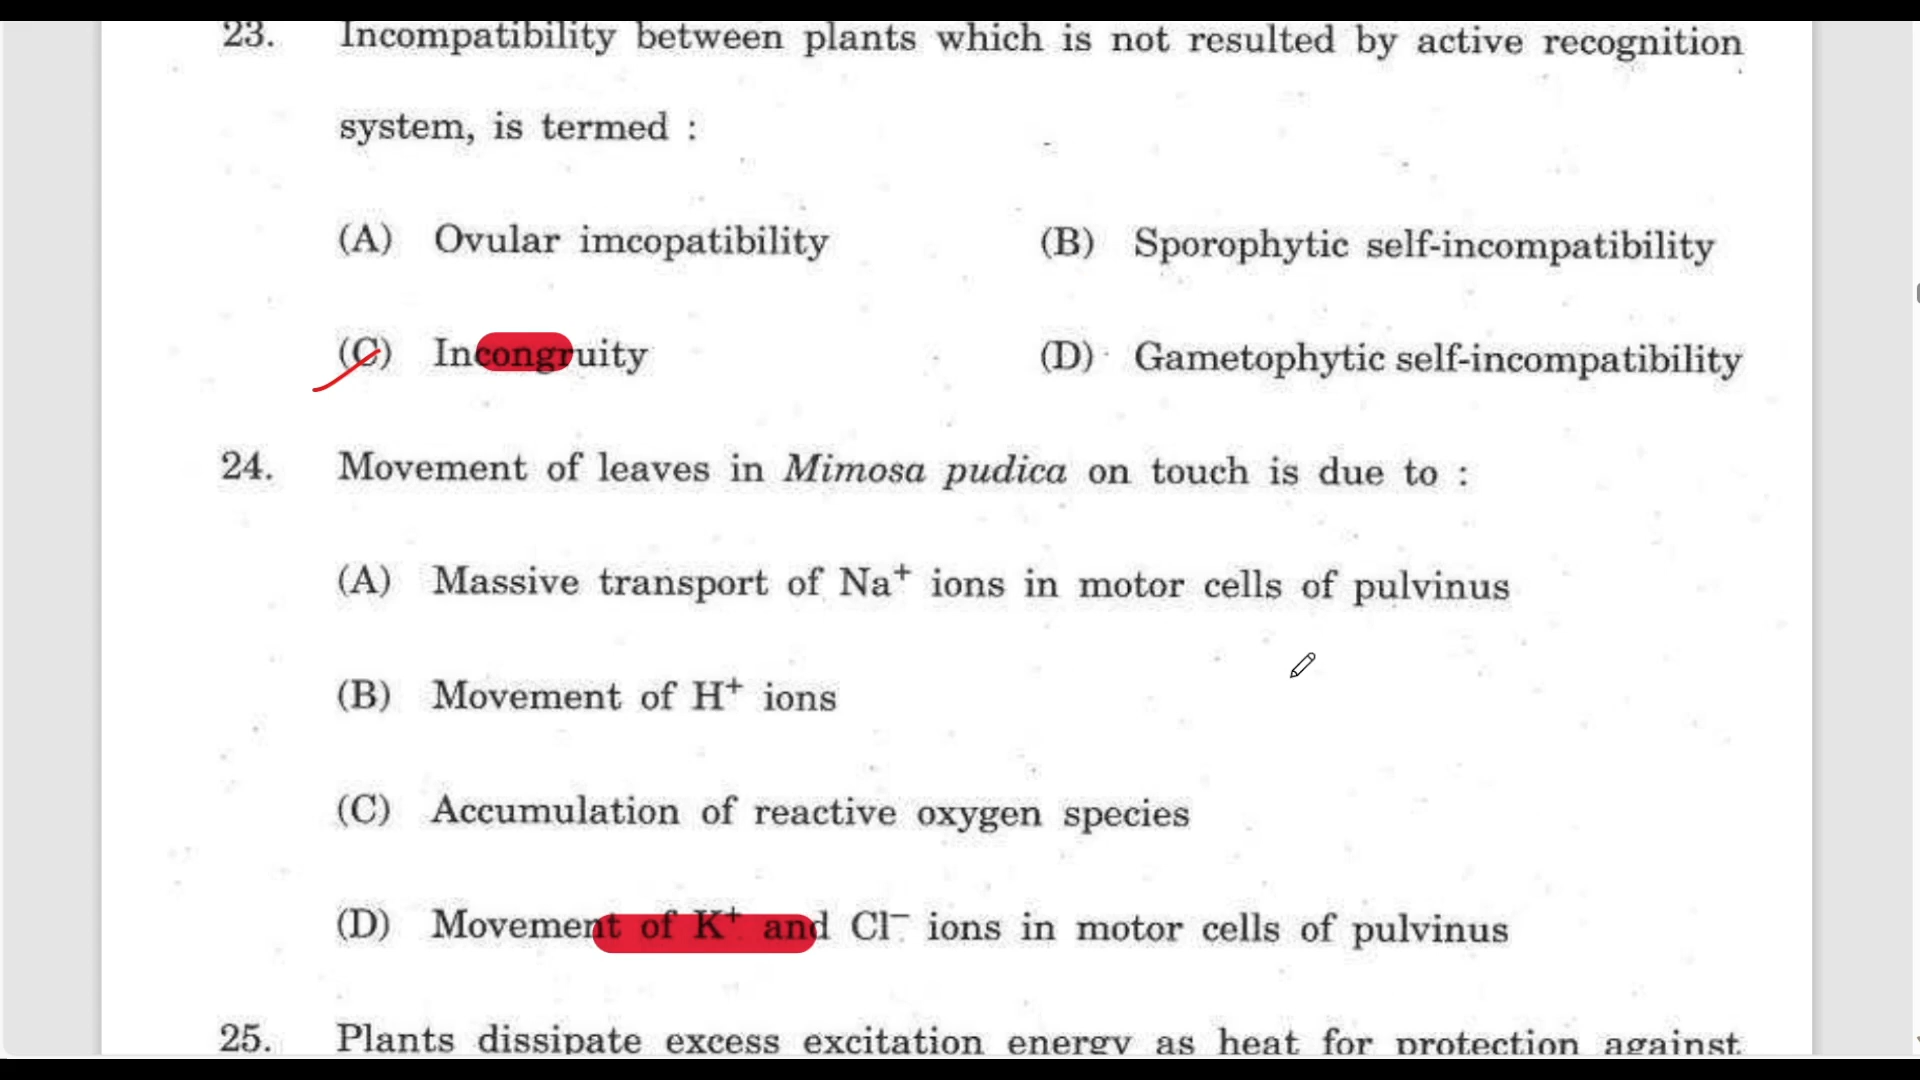 23. Incompatibility between plants which is not resulted by active recognition
system, is termed :
(A) Ovular imcopatibility (B) Sporophytic self-incompatibility
(C) Incongruity (D) Gametophytic self-incompatibility
24. Movement of leaves in Mimosa pudica on touch is due to :
(A) Massive transport of Na⁺ ions in motor cells of pulvinus
(B) Movement of H⁺ ions
(C) Accumulation of reactive oxygen species
(D) Movement of K⁺ and Cl⁻ ions in motor cells of pulvinus
25. Plants dissipate excess excitation energy as heat for protection against